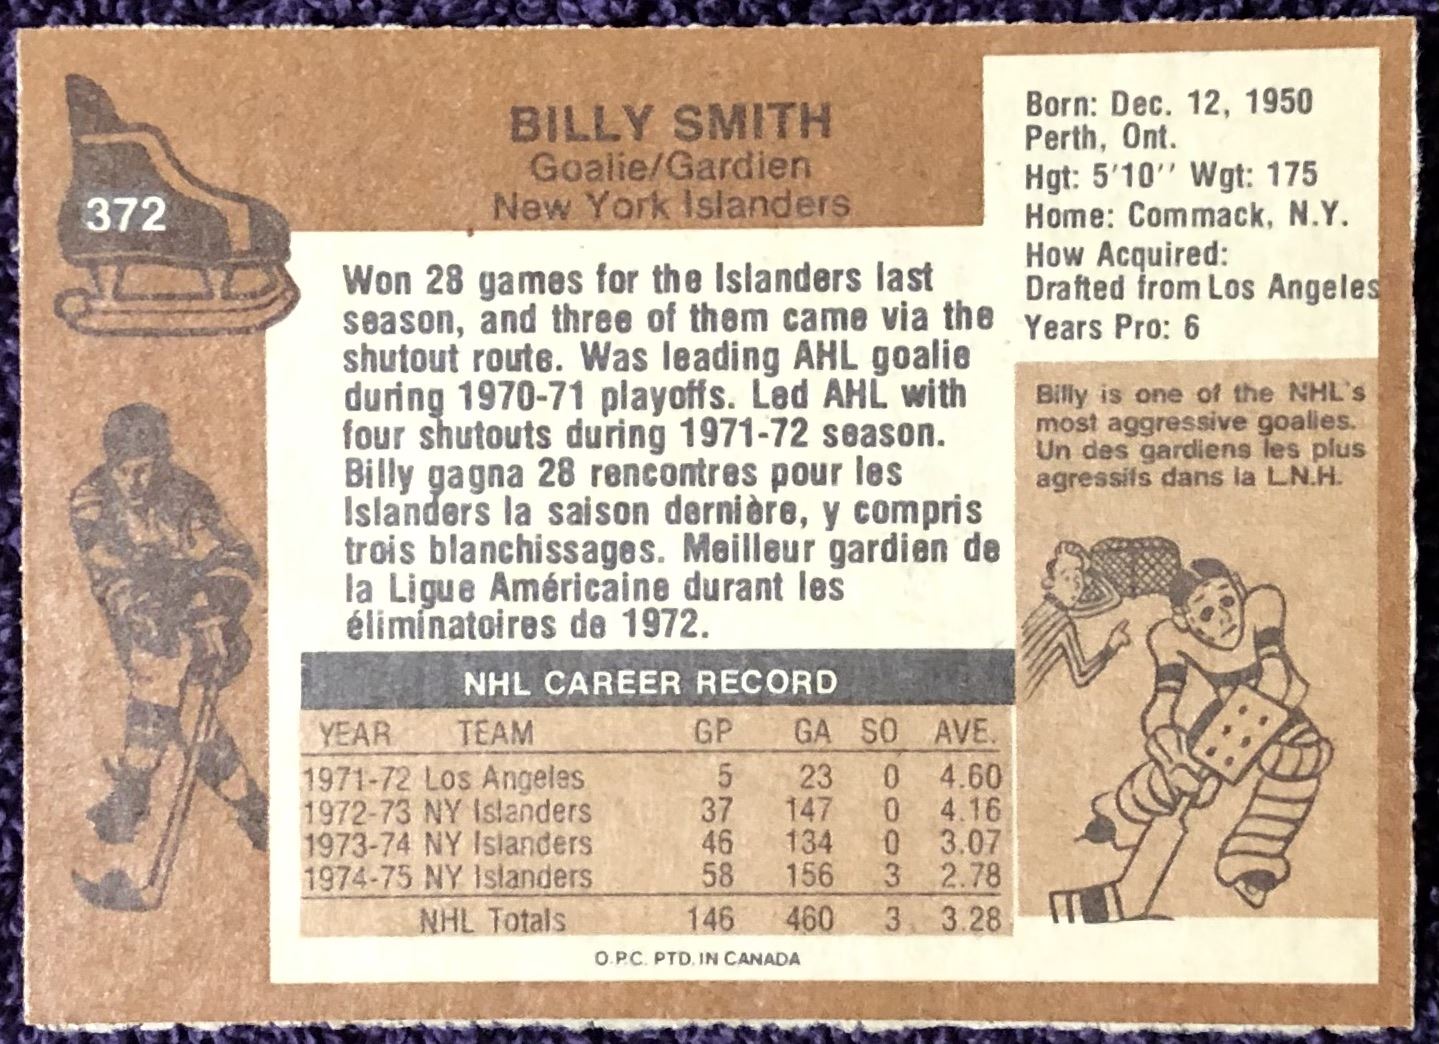 372
BILLY SMITH
Goalie/Gardien
New York Islanders
Born: Dec. 12, 1950
Perth, Ont.
Hgt: 5'10'' Wgt: 175
Home: Commack, N.Y.
How Acquired:
Drafted from Los Angeles
Years Pro: 6
Won 28 games for the Islanders last
season, and three of them came via the
shutout route. Was leading AHL goalie
during 1970-71 playoffs. Led AHL with
four shutouts during 1971-72 season.
Billy gagna 28 rencontres pour les
Islanders la saison dernière, y compris
trois blanchissages. Meilleur gardien de
la Ligue Américaine durant les
éliminatoires de 1972.
Billy is one of the NHL's
most aggressive goalies.
Un des gardiens les plus
agressifs dans la L.N.H.
NHL CAREER RECORD
YEAR TEAM GP GA SO AVE.
1971-72 Los Angeles 5 23 0 4.60
1972-73 NY Islanders 37 147 0 4.16
1973-74 NY Islanders 46 134 0 3.07
1974-75 NY Islanders 58 156 3 2.78
NHL Totals 146 460 3 3.28
O.P.C. PTD. IN CANADA